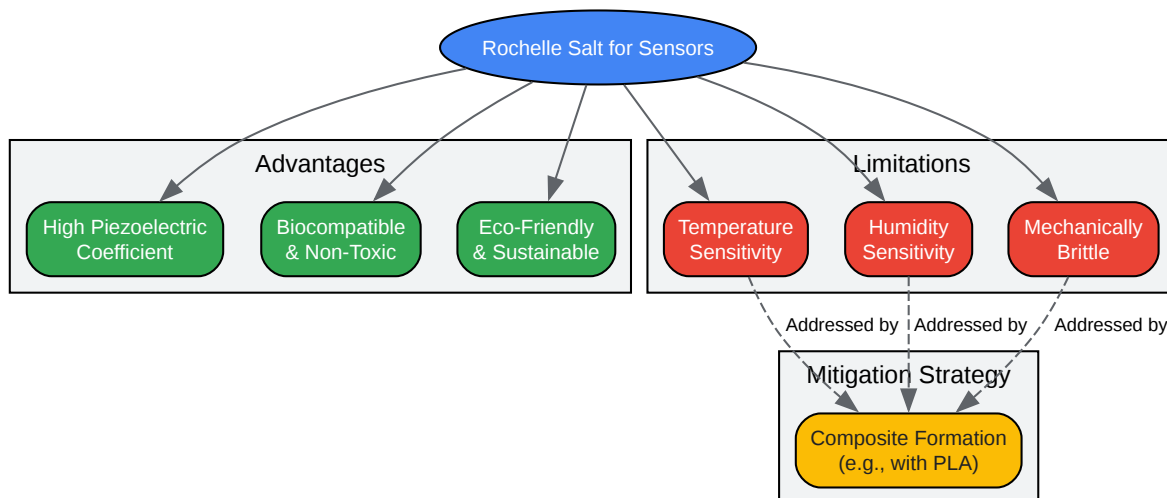 Rochelle Salt for Sensors
Advantages
High Piezoelectric
Coefficient
Biocompatible
& Non-Toxic
Eco-Friendly
& Sustainable
Limitations
Temperature
Sensitivity
Humidity
Sensitivity
Mechanically
Brittle
Addressed by
Addressed by
Addressed by
Mitigation Strategy
Composite Formation
(e.g., with PLA)